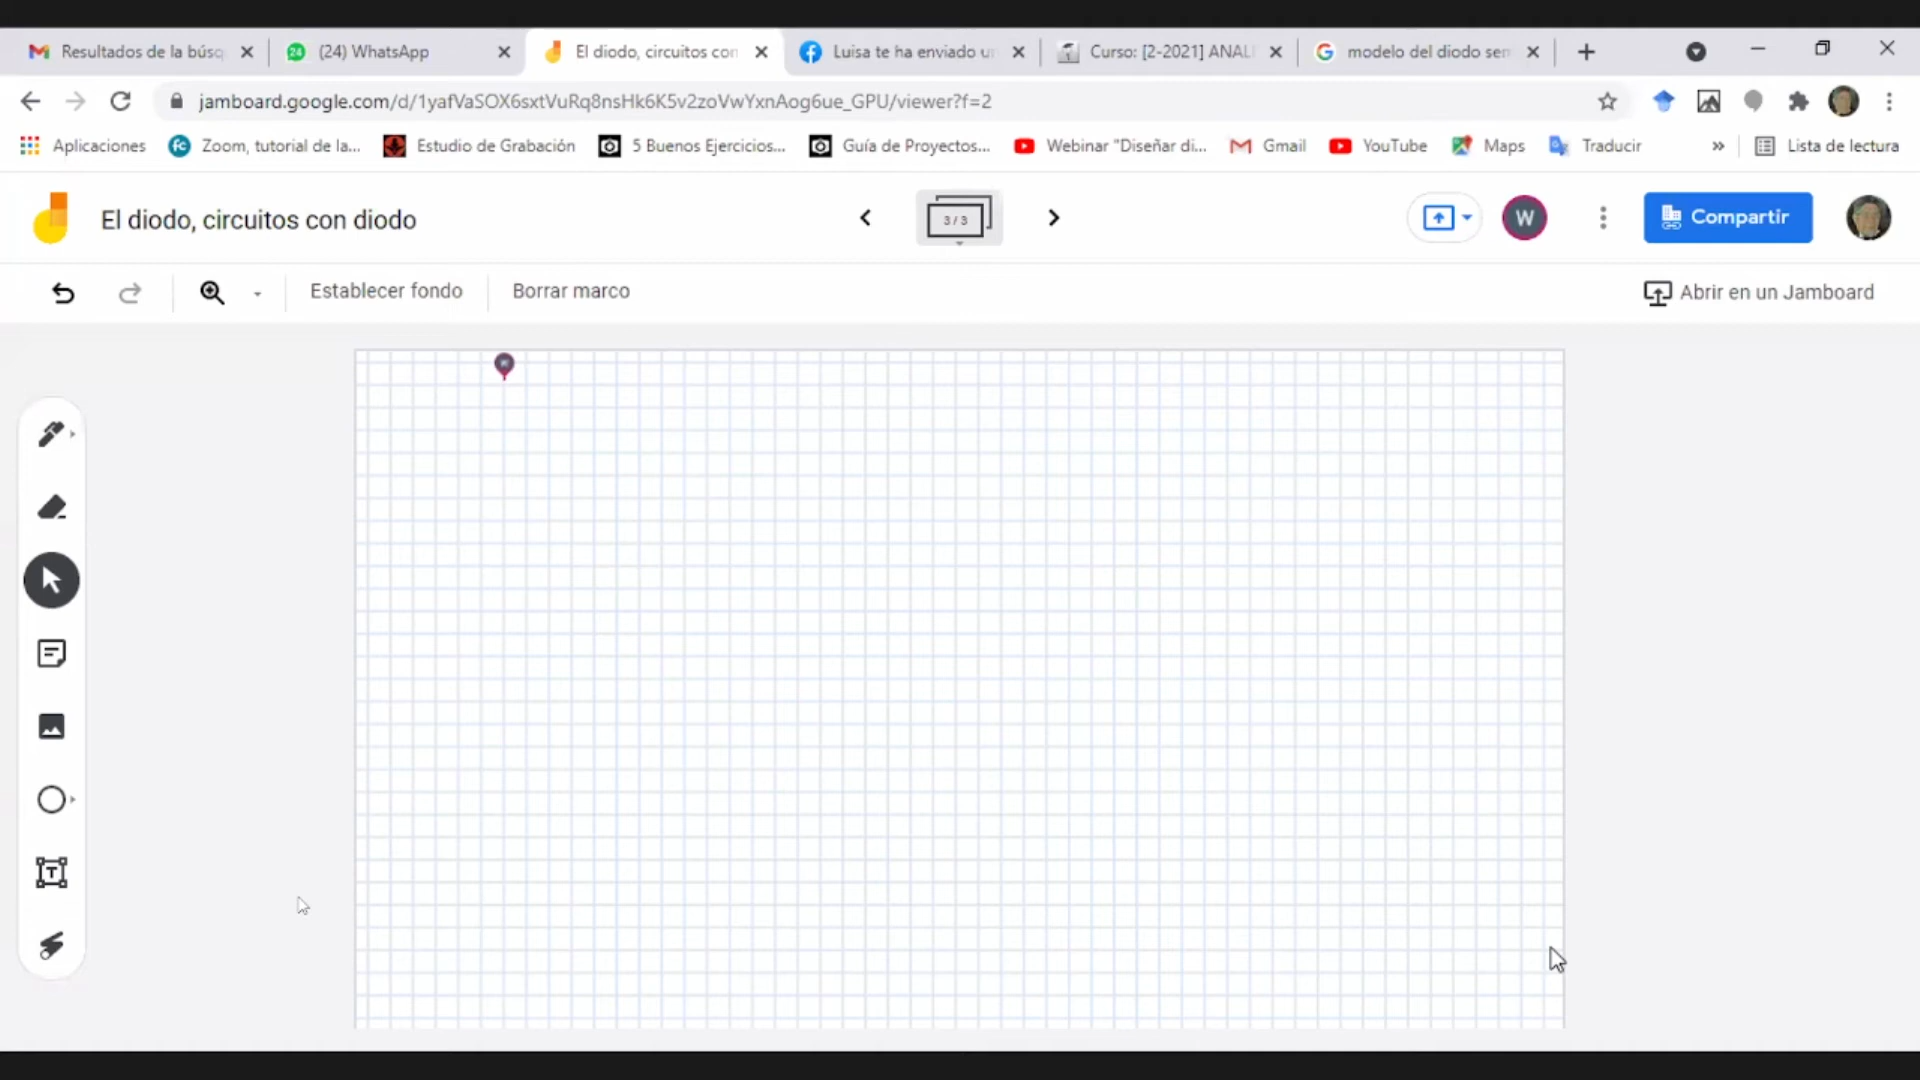 Resultados de la búsq
(24) WhatsApp
El diodo, circuitos con
Luisa te ha enviado u
Curso: [2-2021] ANAL
modelo del diodo sen
jamboard.google.com/d/1yafVaSOX6sxtVuRq8nsHk6K5v2zoVwYxnAog6ue_GPU/viewer?f=2
Aplicaciones
Zoom, tutorial de la...
Estudio de Grabación
5 Buenos Ejercicios...
Guía de Proyectos...
Webinar "Diseñar di...
Gmail
YouTube
Maps
Traducir
»
Lista de lectura
El diodo, circuitos con diodo
3 / 3
W
Compartir
Establecer fondo
Borrar marco
Abrir en un Jamboard